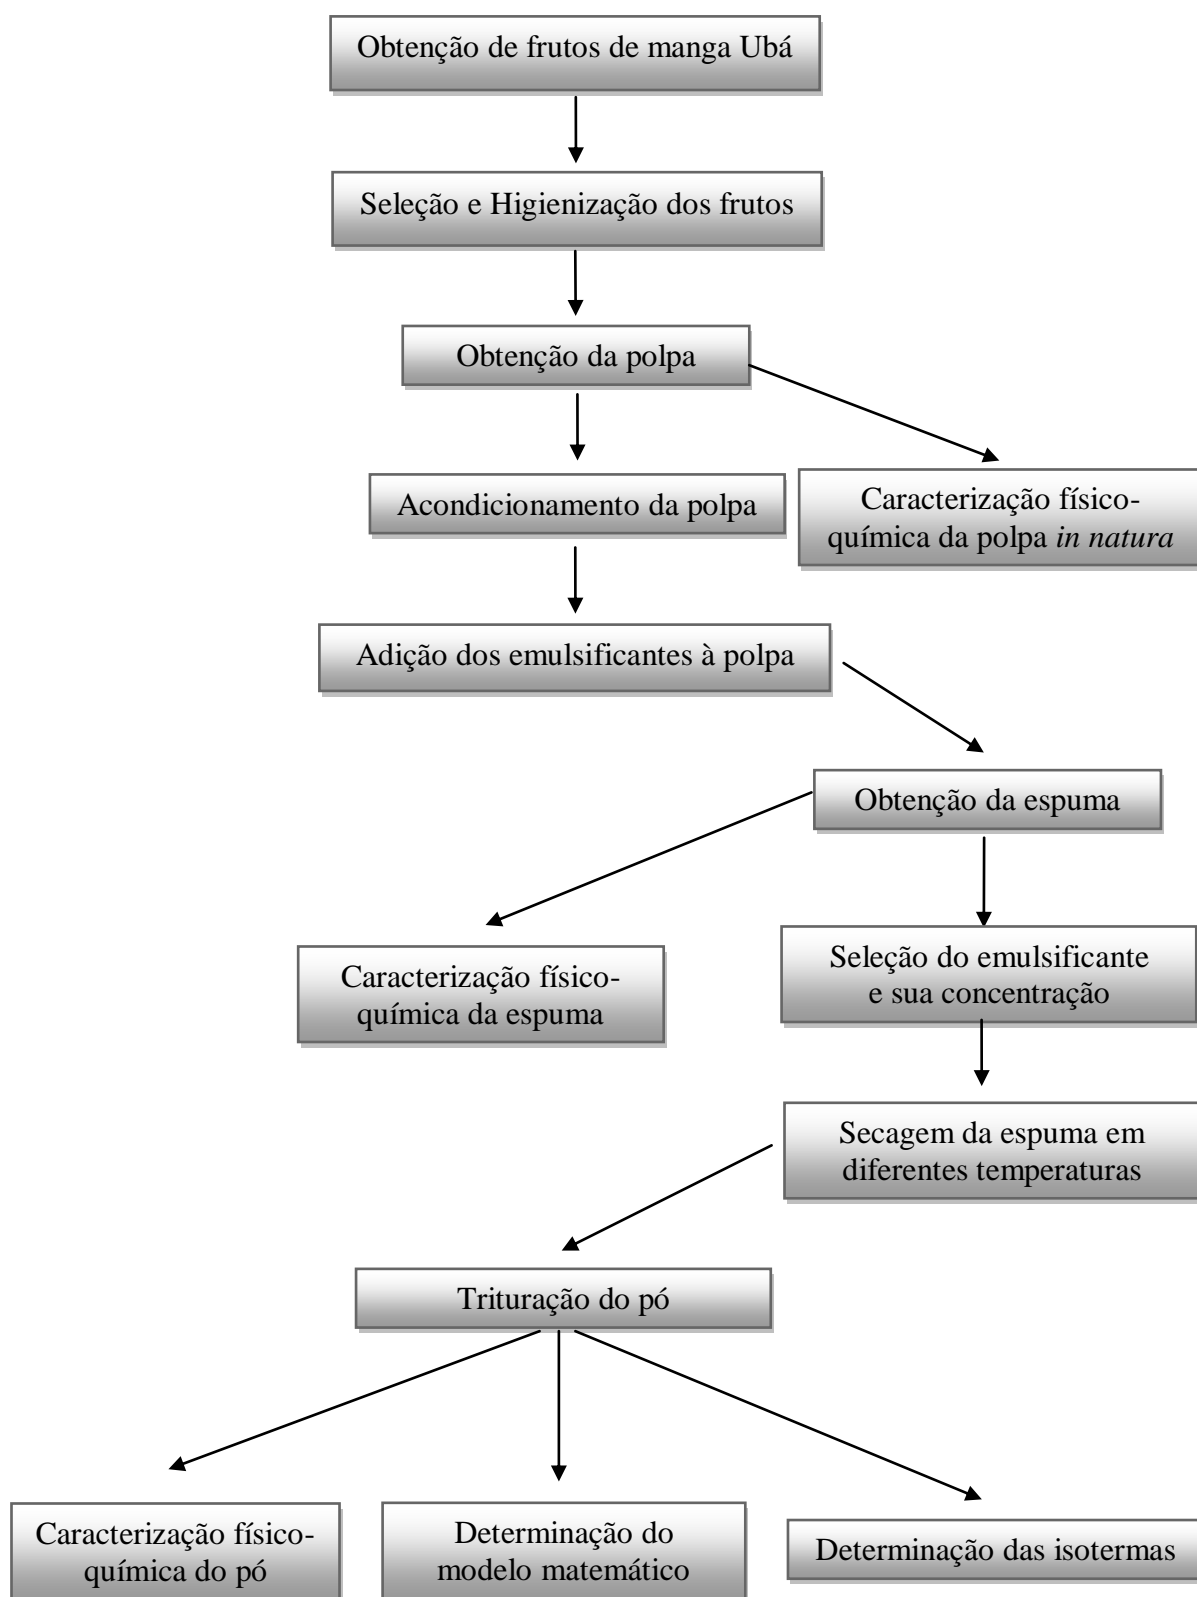 Obtenção de frutos de manga Ubá
Seleção e Higienização dos frutos
Obtenção da polpa
Acondicionamento da polpa
Caracterização físico-
química da polpa in natura
Adição dos emulsificantes à polpa
Obtenção da espuma
Caracterização físico-
química da espuma
Seleção do emulsificante
e sua concentração
Secagem da espuma em
diferentes temperaturas
Trituração do pó
Caracterização físico-
química do pó
Determinação do
modelo matemático
Determinação das isotermas